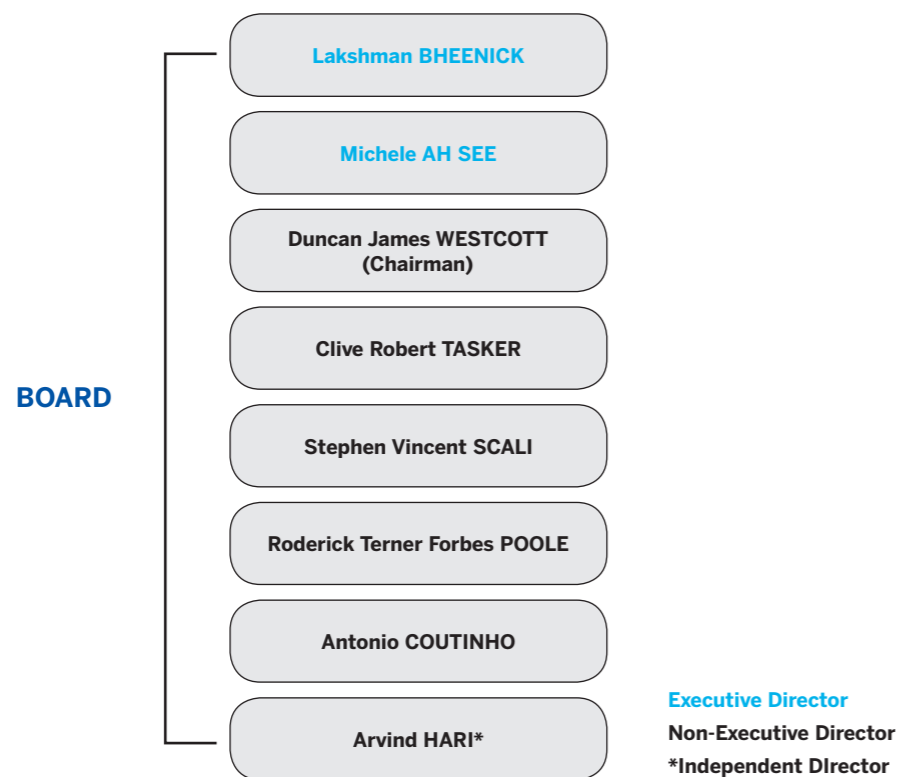 Lakshman BHEENICK
Michele AH SEE
Duncan James WESTCOTT
(Chairman)
Clive Robert TASKER
BOARD
Stephen Vincent SCALI
Roderick Terner Forbes POOLE
Antonio COUTINHO
Arvind HARI*
Executive Director
Non-Executive Director
*Independent DIrector